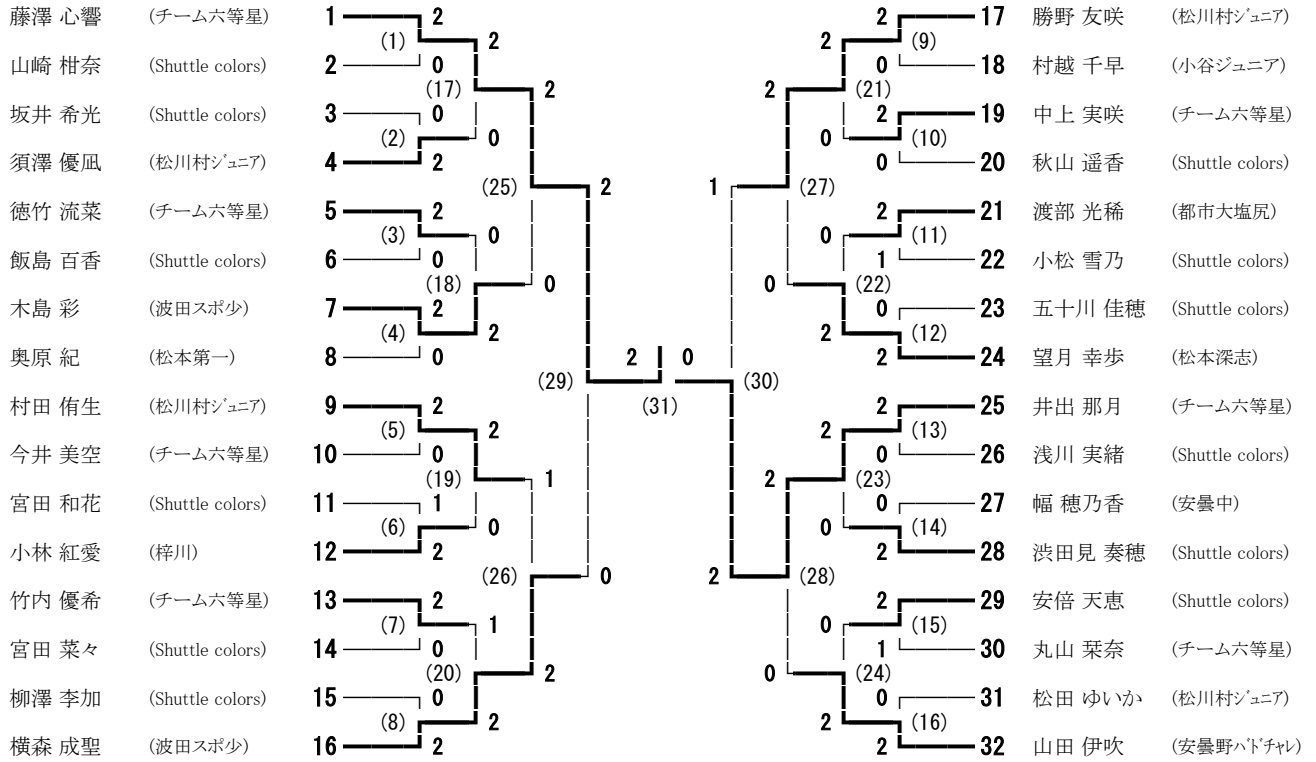 藤澤 心響 (チーム六等星) 1 2 2 17 勝野 友咲 (松川村ジュニア)
(1) 2 2 (9)
山崎 柑奈 (Shuttle colors) 2 0 0 18 村越 千早 (小谷ジュニア)
(17) 2 2 (21)
坂井 希光 (Shuttle colors) 3 0 2 19 中上 実咲 (チーム六等星)
(2) 0 0 (10)
須澤 優凪 (松川村ジュニア) 4 2 0 20 秋山 遥香 (Shuttle colors)
(25) 2 1 (27)
徳竹 流菜 (チーム六等星) 5 2 2 21 渡部 光稀 (都市大塩尻)
(3) 0 0 (11)
飯島 百香 (Shuttle colors) 6 0 1 22 小松 雪乃 (Shuttle colors)
(18) 0 0 (22)
木島 彩 (波田スポ少) 7 2 0 23 五十川 佳穂 (Shuttle colors)
(4) 2 2 (12)
奥原 紀 (松本第一) 8 0 2 0 2 24 望月 幸歩 (松本深志)
(29) (31) (30)
村田 侑生 (松川村ジュニア) 9 2 2 25 井出 那月 (チーム六等星)
(5) 2 2 (13)
今井 美空 (チーム六等星) 10 0 0 26 浅川 実緒 (Shuttle colors)
(19) 1 2 (23)
宮田 和花 (Shuttle colors) 11 1 0 27 幅 穂乃香 (安曇中)
(6) 0 0 (14)
小林 紅愛 (梓川) 12 2 2 28 渋田見 奏穂 (Shuttle colors)
(26) 0 2 (28)
竹内 優希 (チーム六等星) 13 2 2 29 安倍 天恵 (Shuttle colors)
(7) 1 0 (15)
宮田 菜々 (Shuttle colors) 14 0 1 30 丸山 栞奈 (チーム六等星)
(20) 2 0 (24)
柳澤 李加 (Shuttle colors) 15 0 0 31 松田 ゆいか (松川村ジュニア)
(8) 2 2 (16)
横森 成聖 (波田スポ少) 16 2 2 32 山田 伊吹 (安曇野バドチャレ)